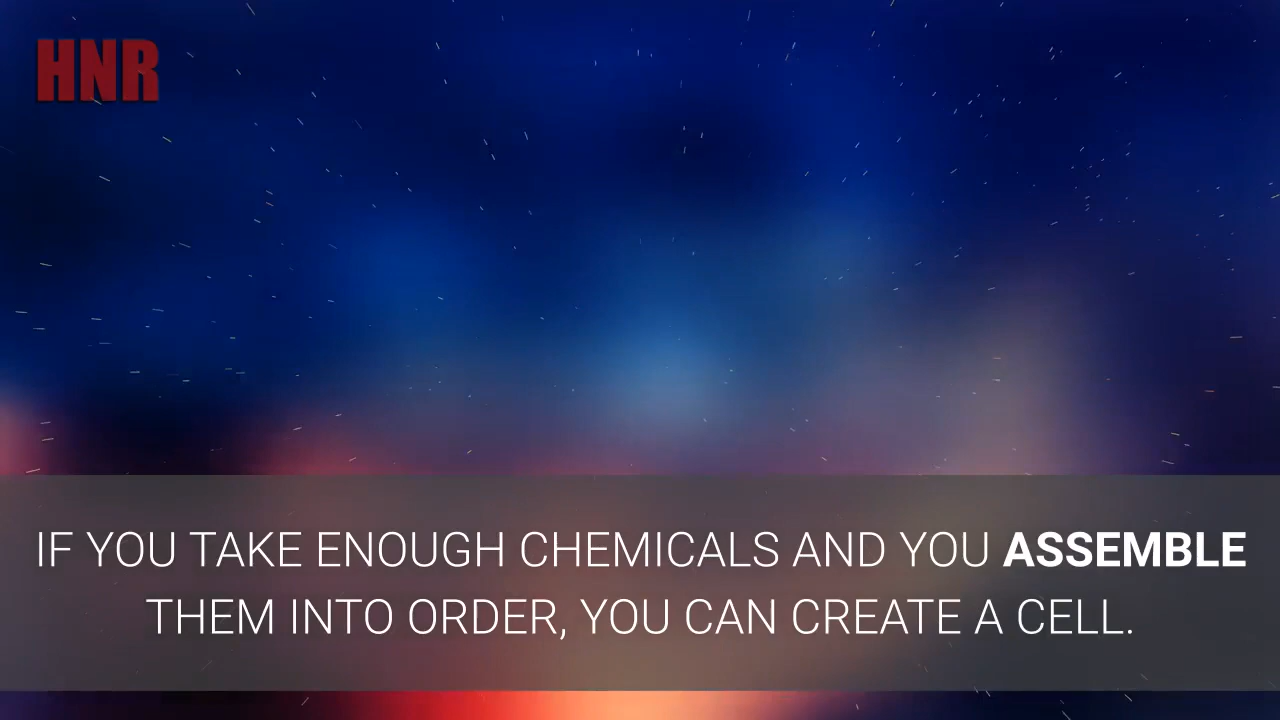 HNR
IF YOU TAKE ENOUGH CHEMICALS AND YOU ASSEMBLE
THEM INTO ORDER, YOU CAN CREATE A CELL.